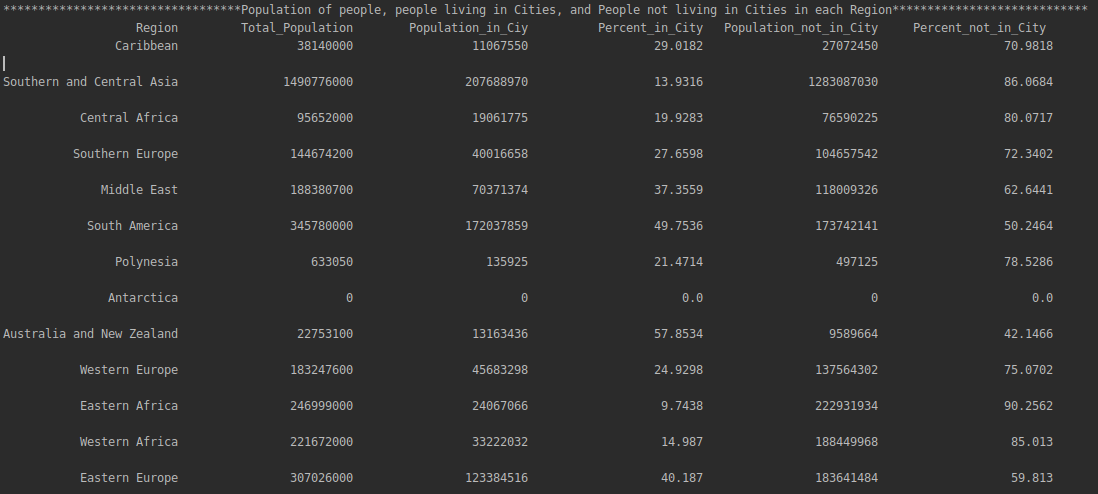 **********************************Population of people, people living in Cities, and People not living in Cities in each Region****************************
Region Total_Population Population_in_Ciy Percent_in_City Population_not_in_City Percent_not_in_City
Caribbean 38140000 11067550 29.0182 27072450 70.9818
Southern and Central Asia 1490776000 207688970 13.9316 1283087030 86.0684
Central Africa 95652000 19061775 19.9283 76590225 80.0717
Southern Europe 144674200 40016658 27.6598 104657542 72.3402
Middle East 188380700 70371374 37.3559 118009326 62.6441
South America 345780000 172037859 49.7536 173742141 50.2464
Polynesia 633050 135925 21.4714 497125 78.5286
Antarctica 0 0 0.0 0 0.0
Australia and New Zealand 22753100 13163436 57.8534 9589664 42.1466
Western Europe 183247600 45683298 24.9298 137564302 75.0702
Eastern Africa 246999000 24067066 9.7438 222931934 90.2562
Western Africa 221672000 33222032 14.987 188449968 85.013
Eastern Europe 307026000 123384516 40.187 183641484 59.813